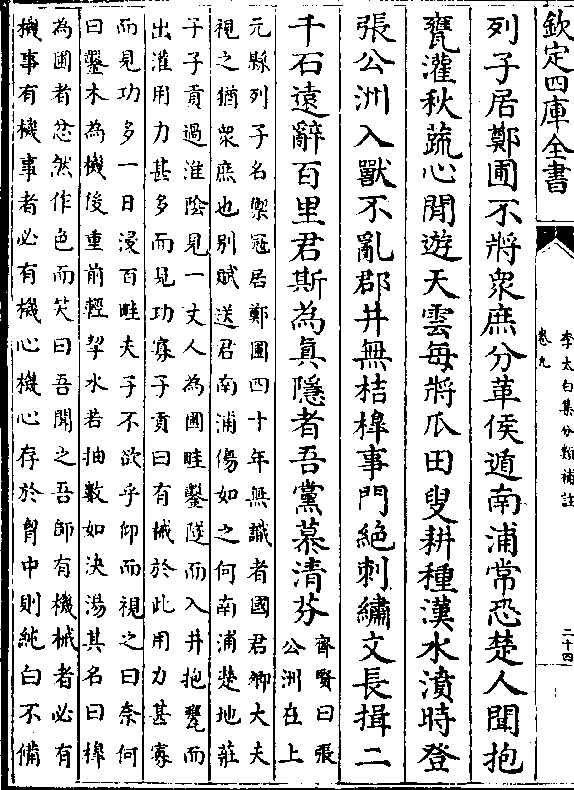 欽定四庫全書
李太白集分類補註
卷九
二十四
列子居鄭圃不將衆庶分革侯遁南浦常恐楚人聞抱
甕灌秋蔬心閒遊天雲每將瓜田叟耕種漢水濆時登
張公洲入獸不亂郡井無桔橰事門絶刺繡文長揖二
千石遠辭百里君斯為真隱者吾黨慕清芬
齊賢曰張
公洲在上
元縣列子名禦冦居鄭圃四十年無識者國君卿大夫
視之猶衆庶也别賦送君南浦傷如之何南浦楚地莊
子子貢過淮隂見一丈人為圃畦鑿隧而入井抱甕而
出灌用力甚多而見功寡子貢曰有械於此用力甚寡
而見功多一日浸百畦夫子不欲乎仰而視之曰奈何
曰鑿木為機後重前輕挈水若抽數如泆湯其名曰橰
為圃者忿然作色而笑曰吾聞之吾師有機械者必有
機事有機事者必有機心機心存於胷中則純白不備